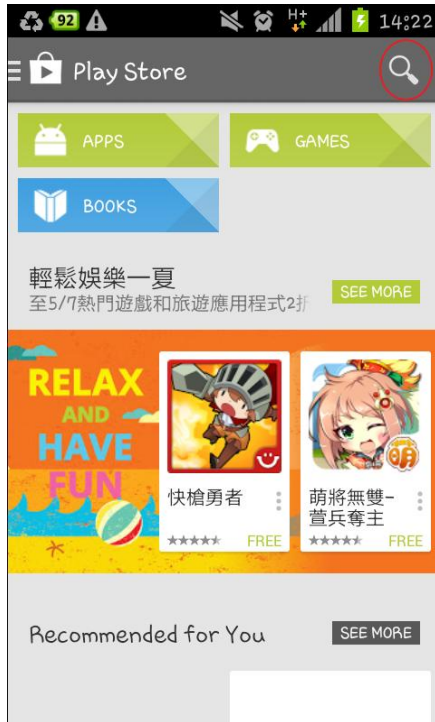 92
H+
14:22
Play Store
APPS
GAMES
BOOKS
輕鬆娛樂一夏
至5/7熱門遊戲和旅遊應用程式2折
SEE MORE
RELAX
AND
HAVE
FUN
萌
快槍勇者
FREE
萌將無雙-
萱兵奪主
FREE
Recommended for You
SEE MORE